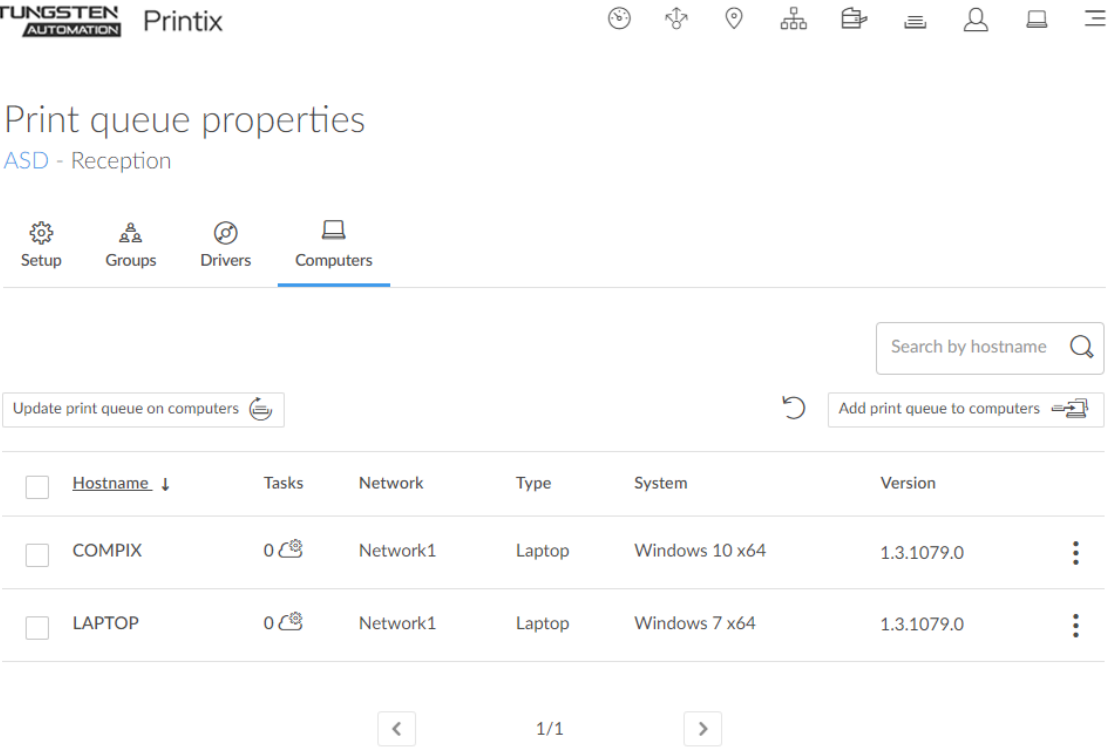 TUNGSTEN
AUTOMATION
Printix
Print queue properties
ASD - Reception
Setup Groups Drivers Computers
Search by hostname
Update print queue on computers Add print queue to computers
Hostname ↓ Tasks Network Type System Version
COMPIX 0 Network1 Laptop Windows 10 x64 1.3.1079.0
LAPTOP 0 Network1 Laptop Windows 7 x64 1.3.1079.0
< 1/1 >